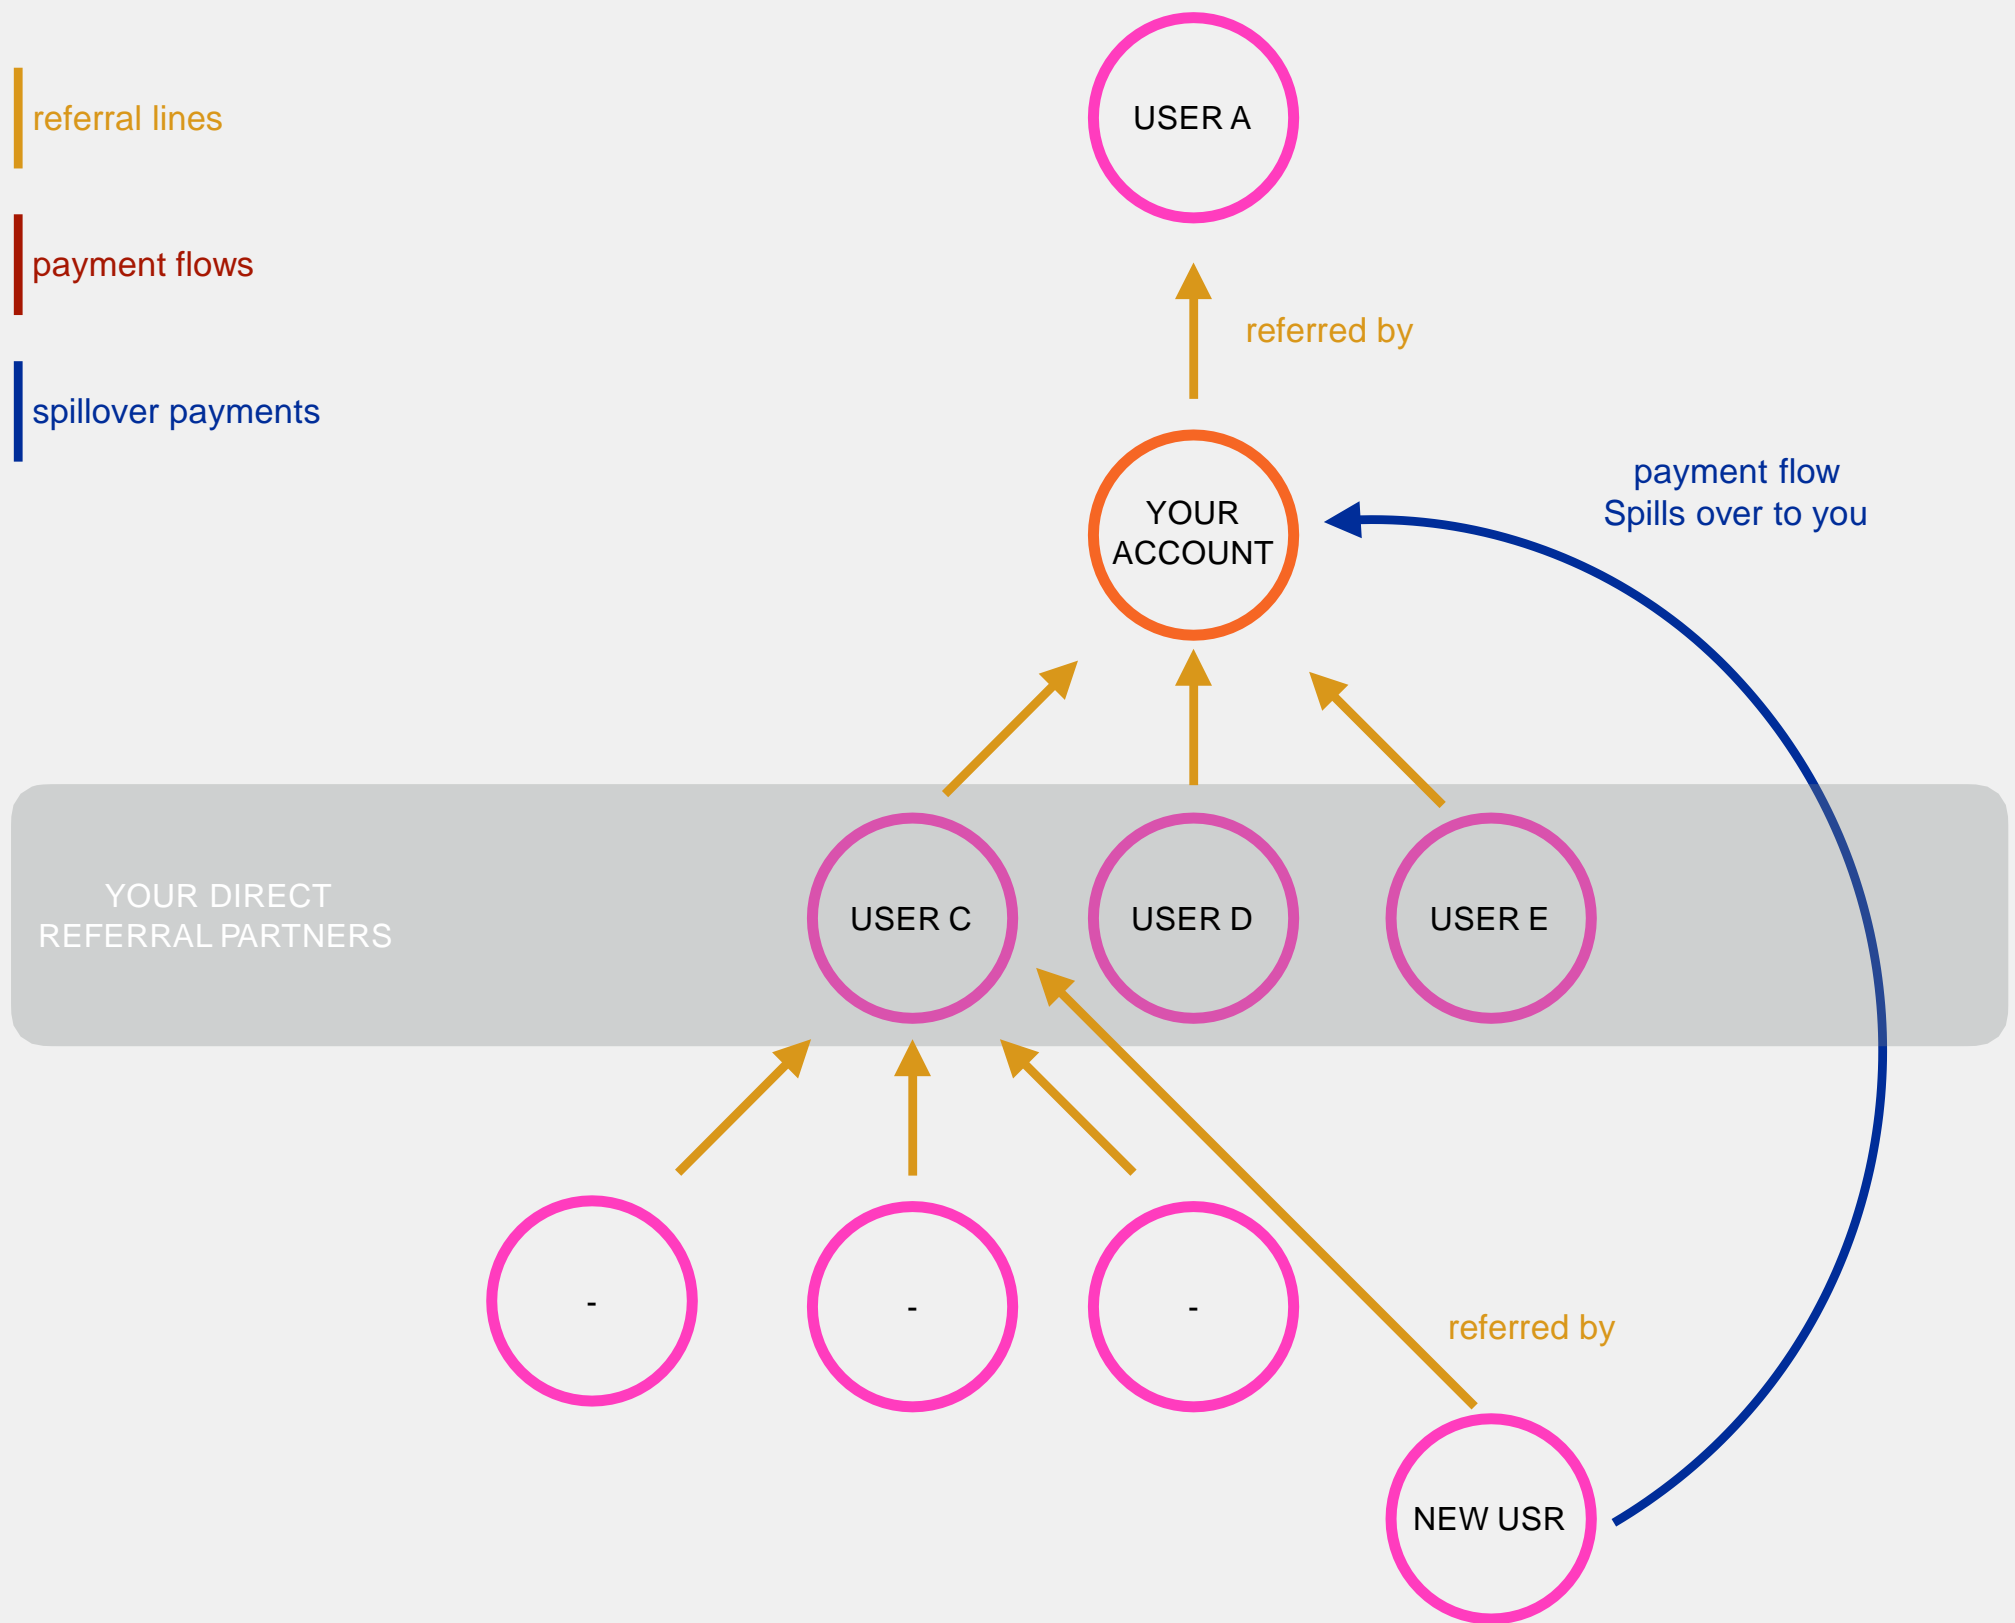 USER A
referral lines
payment flows
referred by
spillover payments
payment flow
Spills over to you
YOUR
ACCOUNT
YOUR DIRECT
REFERRAL PARTNERS
USER C
USER D
USER E
-
-
-
referred by
NEW USR